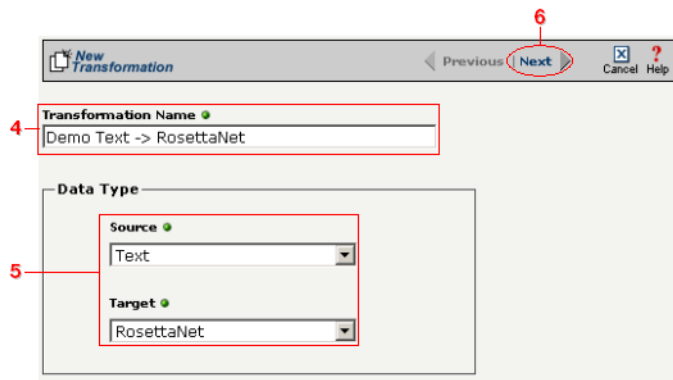 6
New
Transformation
Previous | Next
Cancel
?
Help
4
Transformation Name
Demo Text -> RosettaNet
Data Type
5
Source
Text
Target
RosettaNet